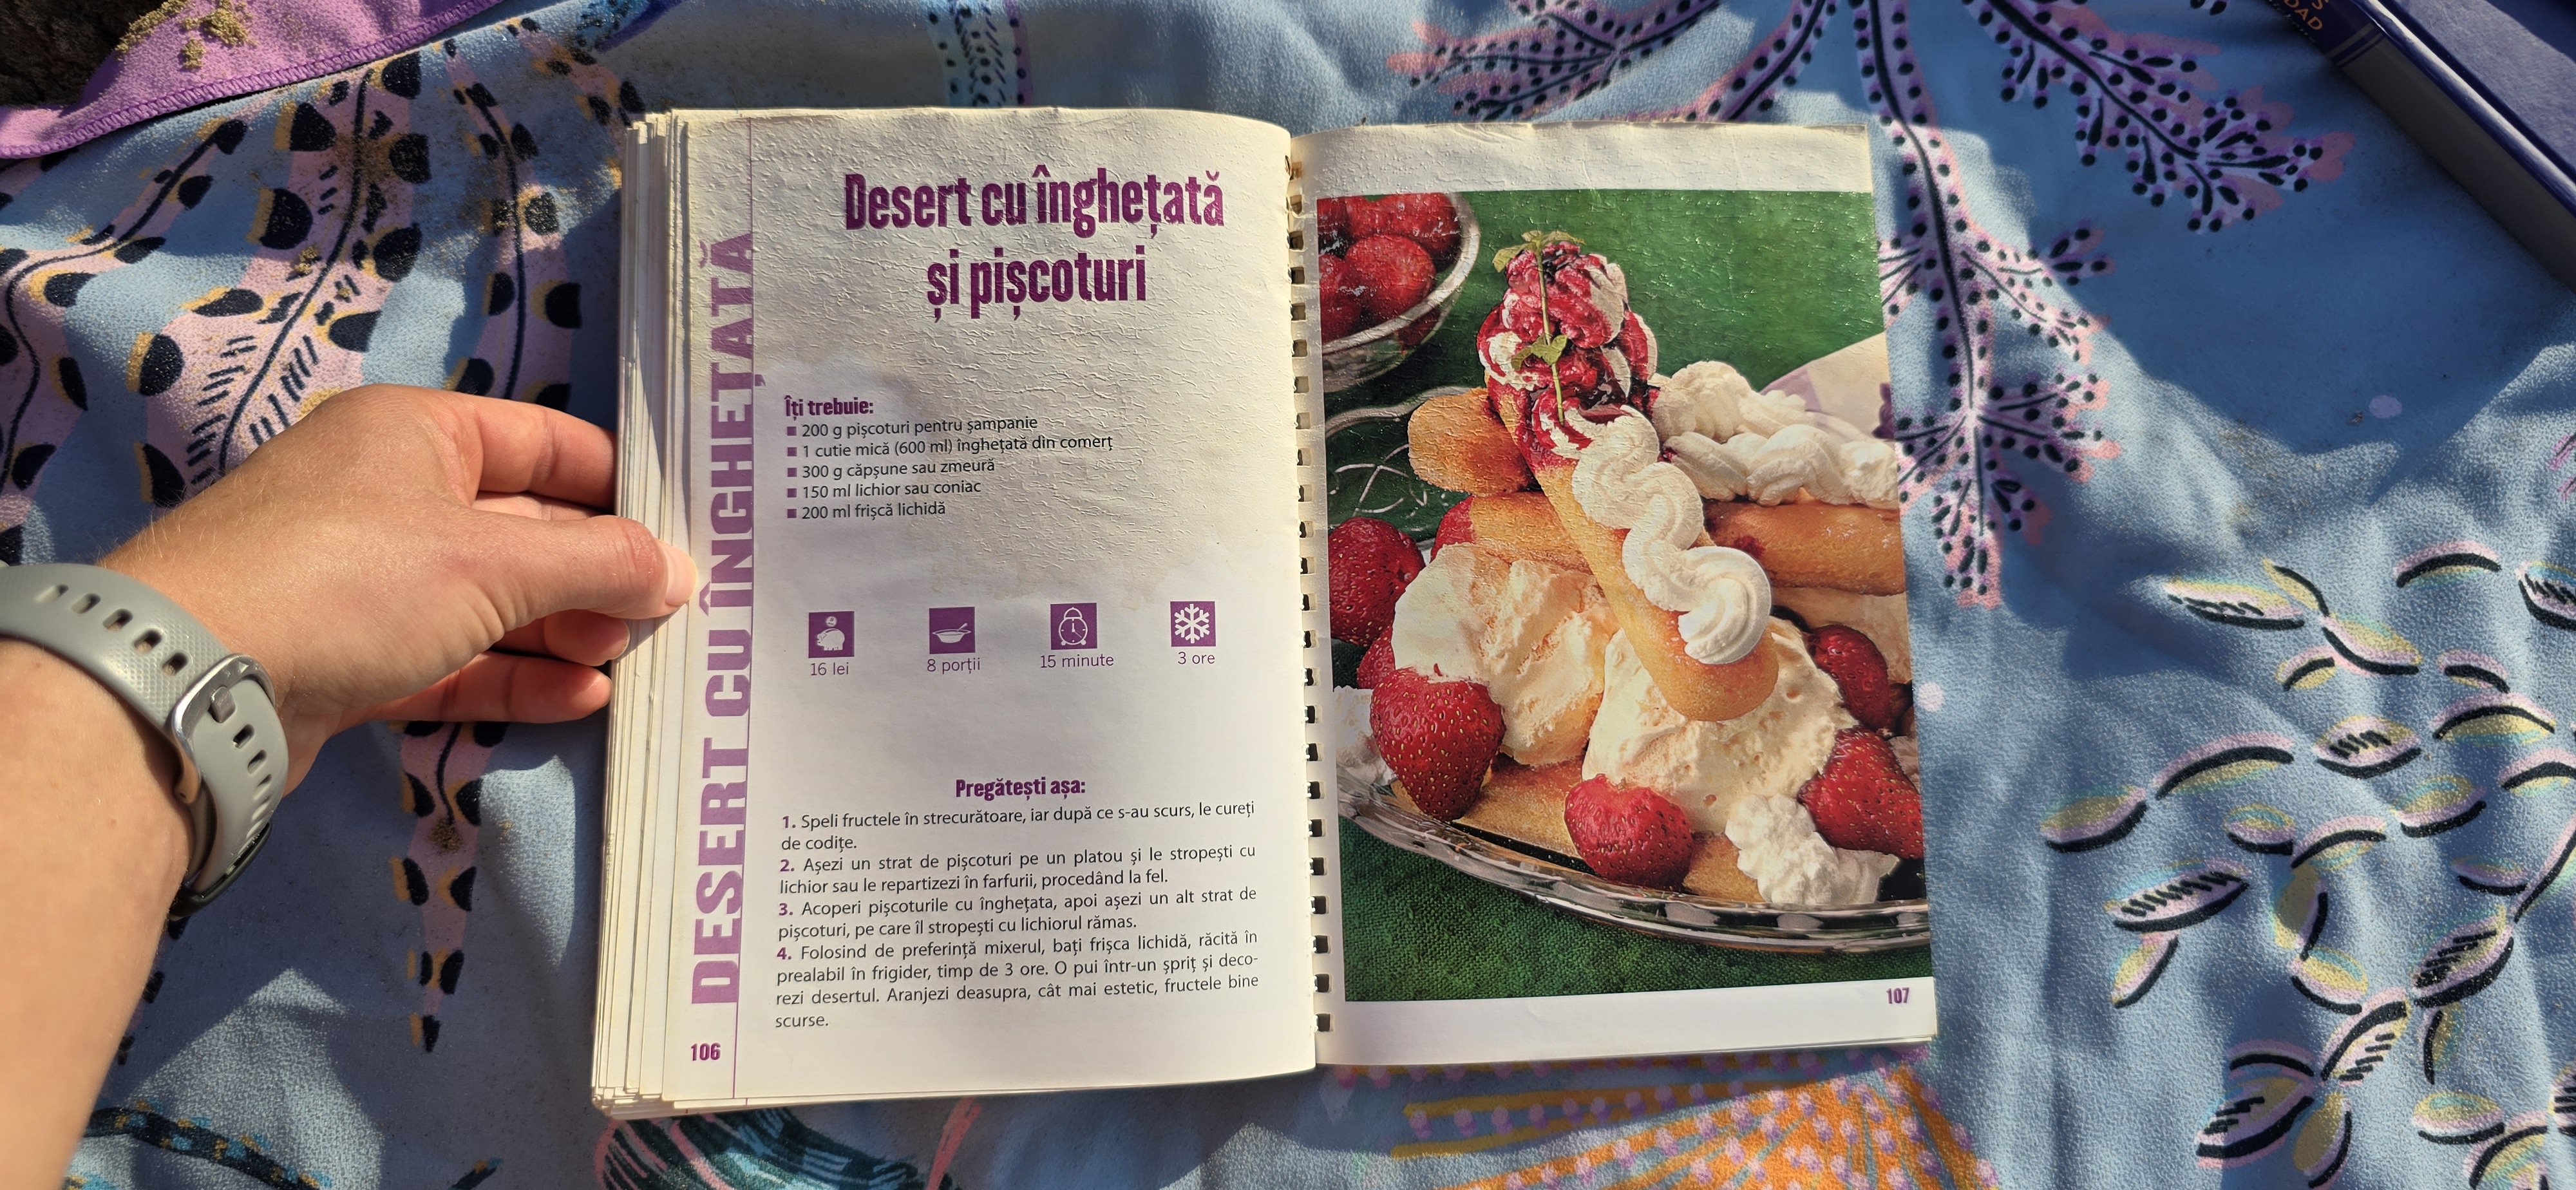 Desert cu înghețată
și pișcoturi
Îți trebuie:
■ 200 g pișcoturi pentru șampanie
■ 1 cutie mică (600 ml) înghețată din comerț
■ 300 g căpșune sau zmeură
■ 150 ml lichior sau coniac
■ 200 ml frișcă lichidă
16 lei
8 porții
15 minute
3 ore
Pregătești așa:
1. Speli fructele în strecurătoare, iar după ce s-au scurs, le cureți
de codițe.
2. Așezi un strat de pișcoturi pe un platou și le stropești cu
lichior sau le repartizezi în farfurii, procedând la fel.
3. Acoperi pișcoturile cu înghețata, apoi așezi un alt strat de
pișcoturi, pe care îl stropești cu lichiorul rămas.
4. Folosind de preferință mixerul, bați frișca lichidă, răcită în
prealabil în frigider, timp de 3 ore. O pui într-un șpriț și deco-
rezi desertul. Aranjezi deasupra, cât mai estetic, fructele bine
scurse.
DESERT CU ÎNGHEȚATĂ
106
107
DAD